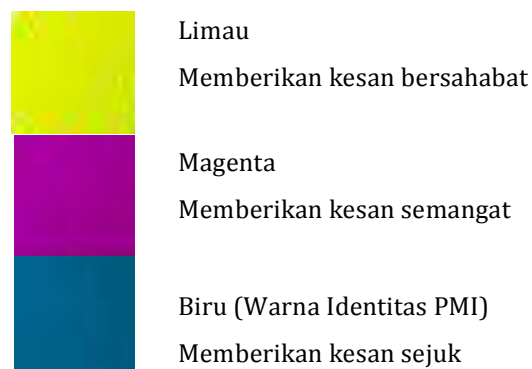 Limau
Memberikan kesan bersahabat
Magenta
Memberikan kesan semangat
Biru (Warna Identitas PMI)
Memberikan kesan sejuk